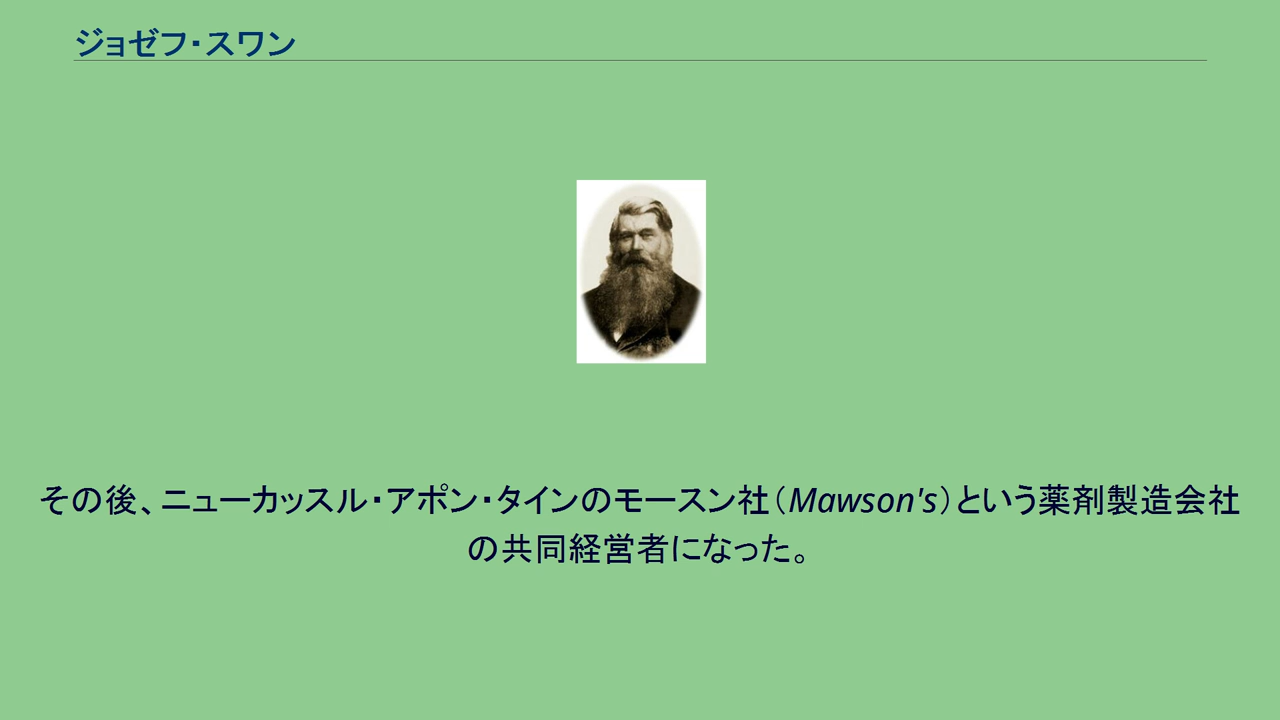 ジョゼフ・スワン
その後、ニューカッスル・アポン・タインのモースン社（Mawson's）という薬剤製造会社
の共同経営者になった。